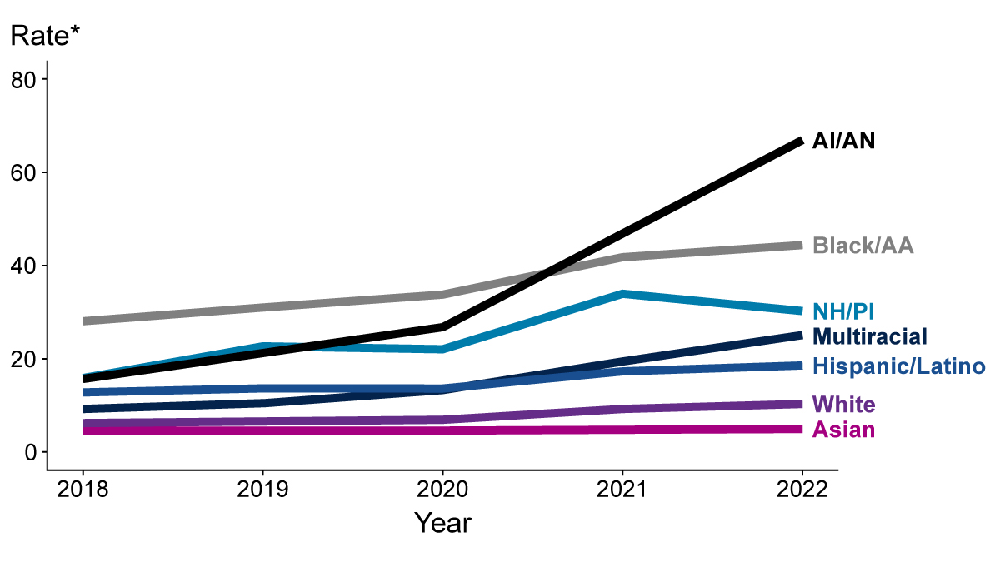 Rate*
80
60
40
20
0
AI/AN
Black/AA
NH/PI
Multiracial
Hispanic/Latino
White
Asian
2018 2019 2020 2021 2022
Year